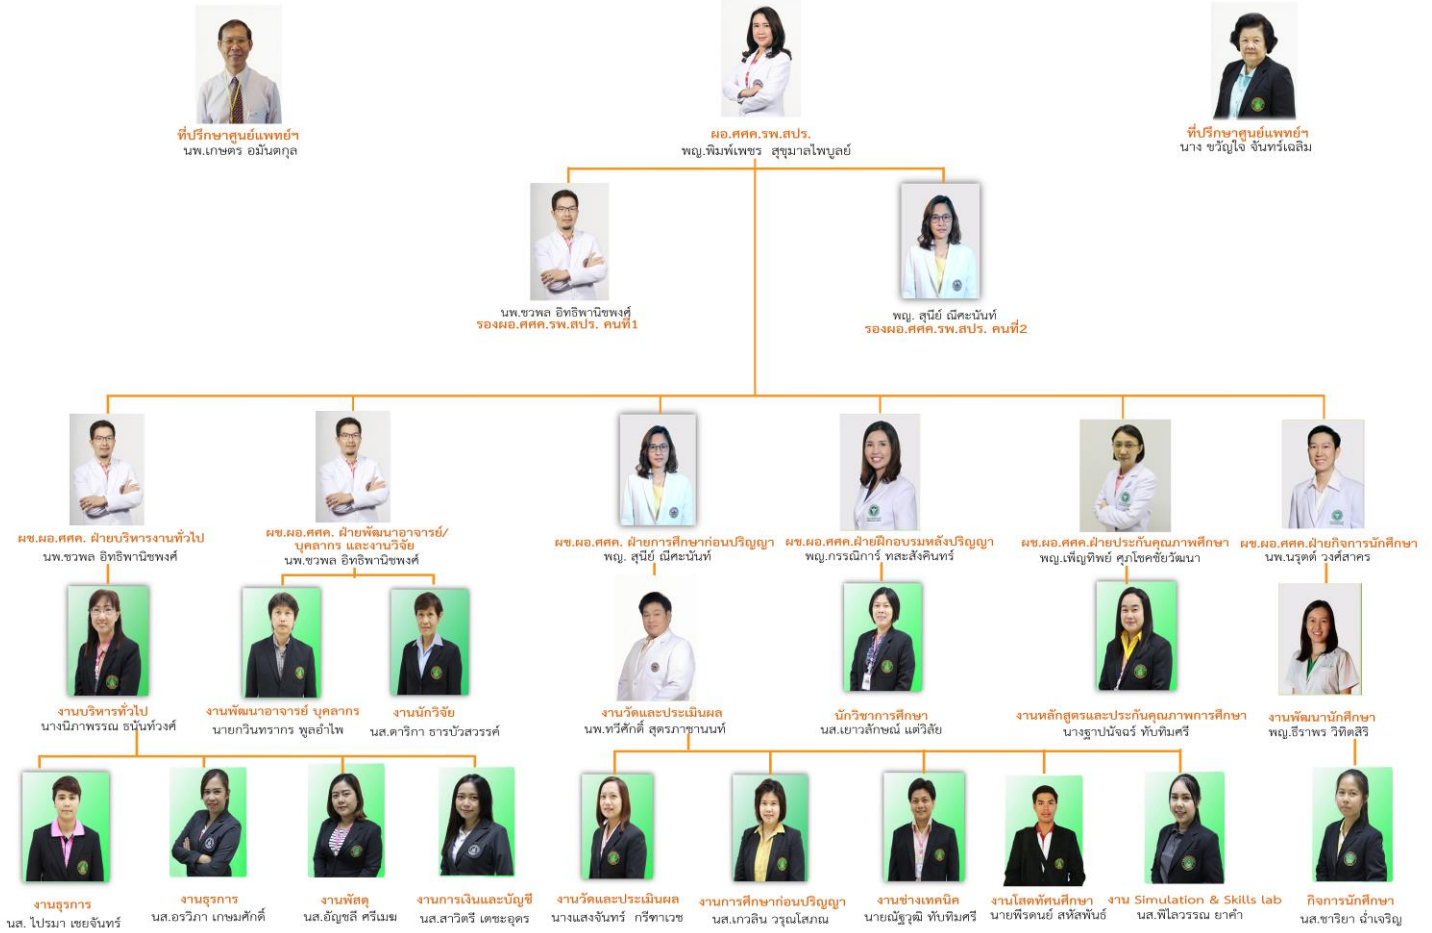 ที่ปรึกษาศูนย์แพทย์ฯ
นพ.เกษตร อมันตกุล
ผอ.ศศค.รพ.สปร.
พญ.พิมพ์เพชร สุขุมาลไพบูลย์
ที่ปรึกษาศูนย์แพทย์ฯ
นาง ขวัญใจ จันทร์เฉลิม
นพ.ชวพล อิทธิพานิชพงศ์
รองผอ.ศศค.รพ.สปร. คนที่1
พญ. สุนีย์ ณีศะนันท์
รองผอ.ศศค.รพ.สปร. คนที่2
ผช.ผอ.ศศค. ฝ่ายบริหารงานทั่วไป
นพ.ชวพล อิทธิพานิชพงศ์
ผช.ผอ.ศศค. ฝ่ายพัฒนาอาจารย์/
บุคลากร และงานวิจัย
นพ.ชวพล อิทธิพานิชพงศ์
ผช.ผอ.ศศค. ฝ่ายการศึกษาก่อนปริญญา
พญ. สุนีย์ ณีศะนันท์
ผช.ผอ.ศศค.ฝ่ายฝึกอบรมหลังปริญญา
พญ.กรรณิการ์ ทสะสังคินทร์
ผช.ผอ.ศศค.ฝ่ายประกันคุณภาพศึกษา
พญ.เพ็ญทิพย์ ศุภโชคชัยวัฒนา
ผช.ผอ.ศศค.ฝ่ายกิจการนักศึกษา
นพ.นรุตต์ วงศ์สาคร
งานบริหารทั่วไป
นางนิภาพรรณ ธนันท์วงศ์
งานพัฒนาอาจารย์ บุคลากร
นายกวินทรากร พูลอำไพ
งานนักวิจัย
นส.ดาริกา ธารบัวสวรรค์
งานวัดและประเมินผล
นพ.ทวีศักดิ์ สุตรภาชานนท์
นักวิชาการศึกษา
นส.เยาวลักษณ์ แต่วิลัย
งานหลักสูตรและประกันคุณภาพการศึกษา
นางฐาปนัจฉร์ ทับทิมศรี
งานพัฒนานักศึกษา
พญ.ธีราพร วิทิตสิริ
งานธุรการ
นส. ไปรมา เชยจันทร์
งานธุรการ
นส.อรวิภา เกษมศักดิ์
งานพัสดุ
นส.อัญชลี ศรีเมฆ
งานการเงินและบัญชี
นส.สาวิตรี เตชะอุดร
งานวัดและประเมินผล
นางแสงจันทร์ กรีฑาเวช
งานการศึกษาก่อนปริญญา
นส.เกวลิน วรุณโสภณ
งานช่างเทคนิค
นายณัฐวุฒิ ทับทิมศรี
งานโสตทัศนศึกษา
นายพีรดนย์ สหัสพันธ์
งาน Simulation & Skills lab
นส.พิไลวรรณ ยาคำ
กิจการนักศึกษา
นส.ชาริยา ฉ่ำเจริญ